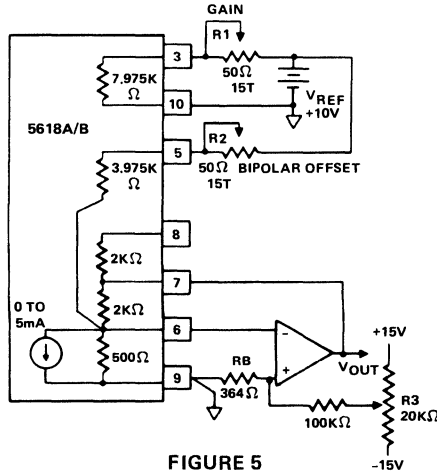 GAIN
R1
3
50Ω
15T
7.975K
Ω
10
VREF
+10V
5618A/B
5
R2
BIPOLAR OFFSET
50Ω
15T
3.975K
Ω
8
2KΩ
7
2KΩ
0 TO
5mA
6
-
+15V
500Ω
VOUT
9
RB
+
R3
364Ω
20KΩ
100KΩ
-15V
FIGURE 5